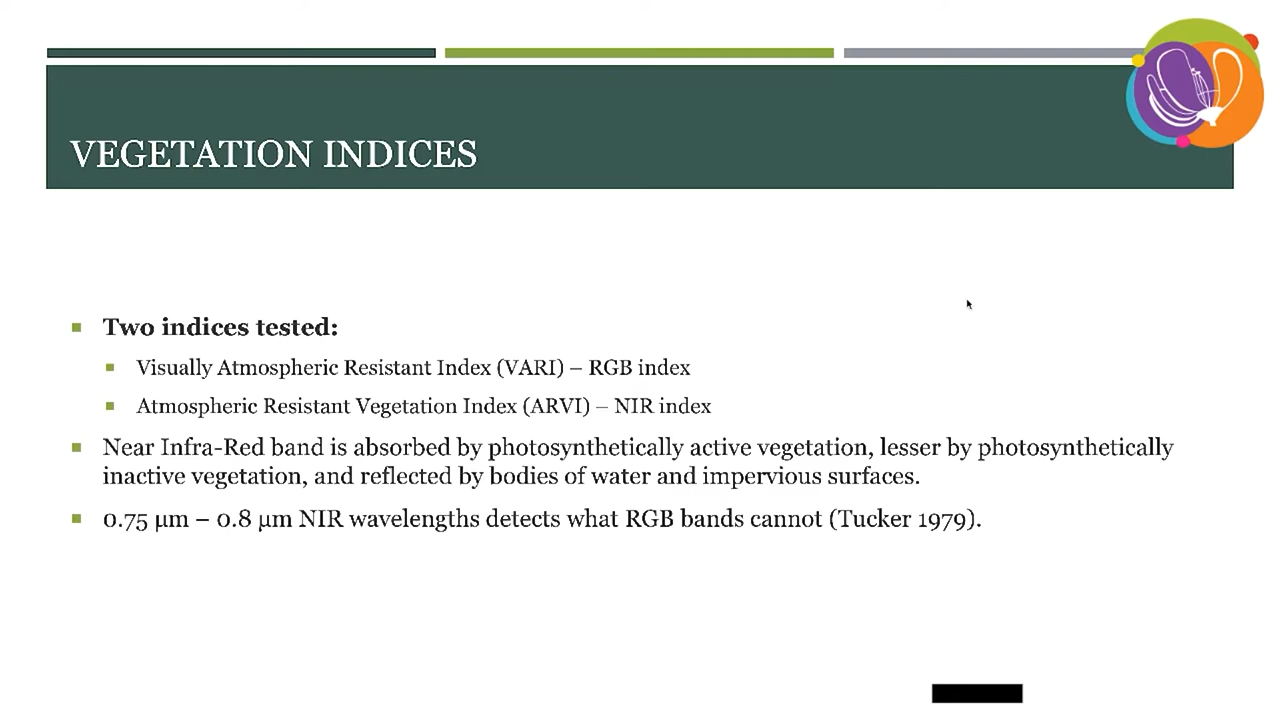 VEGETATION INDICES
Two indices tested:
Visually Atmospheric Resistant Index (VARI) – RGB index
Atmospheric Resistant Vegetation Index (ARVI) – NIR index
Near Infra-Red band is absorbed by photosynthetically active vegetation, lesser by photosynthetically
inactive vegetation, and reflected by bodies of water and impervious surfaces.
0.75 µm – 0.8 µm NIR wavelengths detects what RGB bands cannot (Tucker 1979).